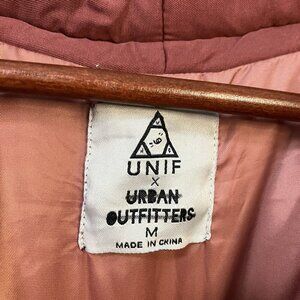 UNIF
X
URBAN
OUTFITTERS
M
MADE IN CHINA